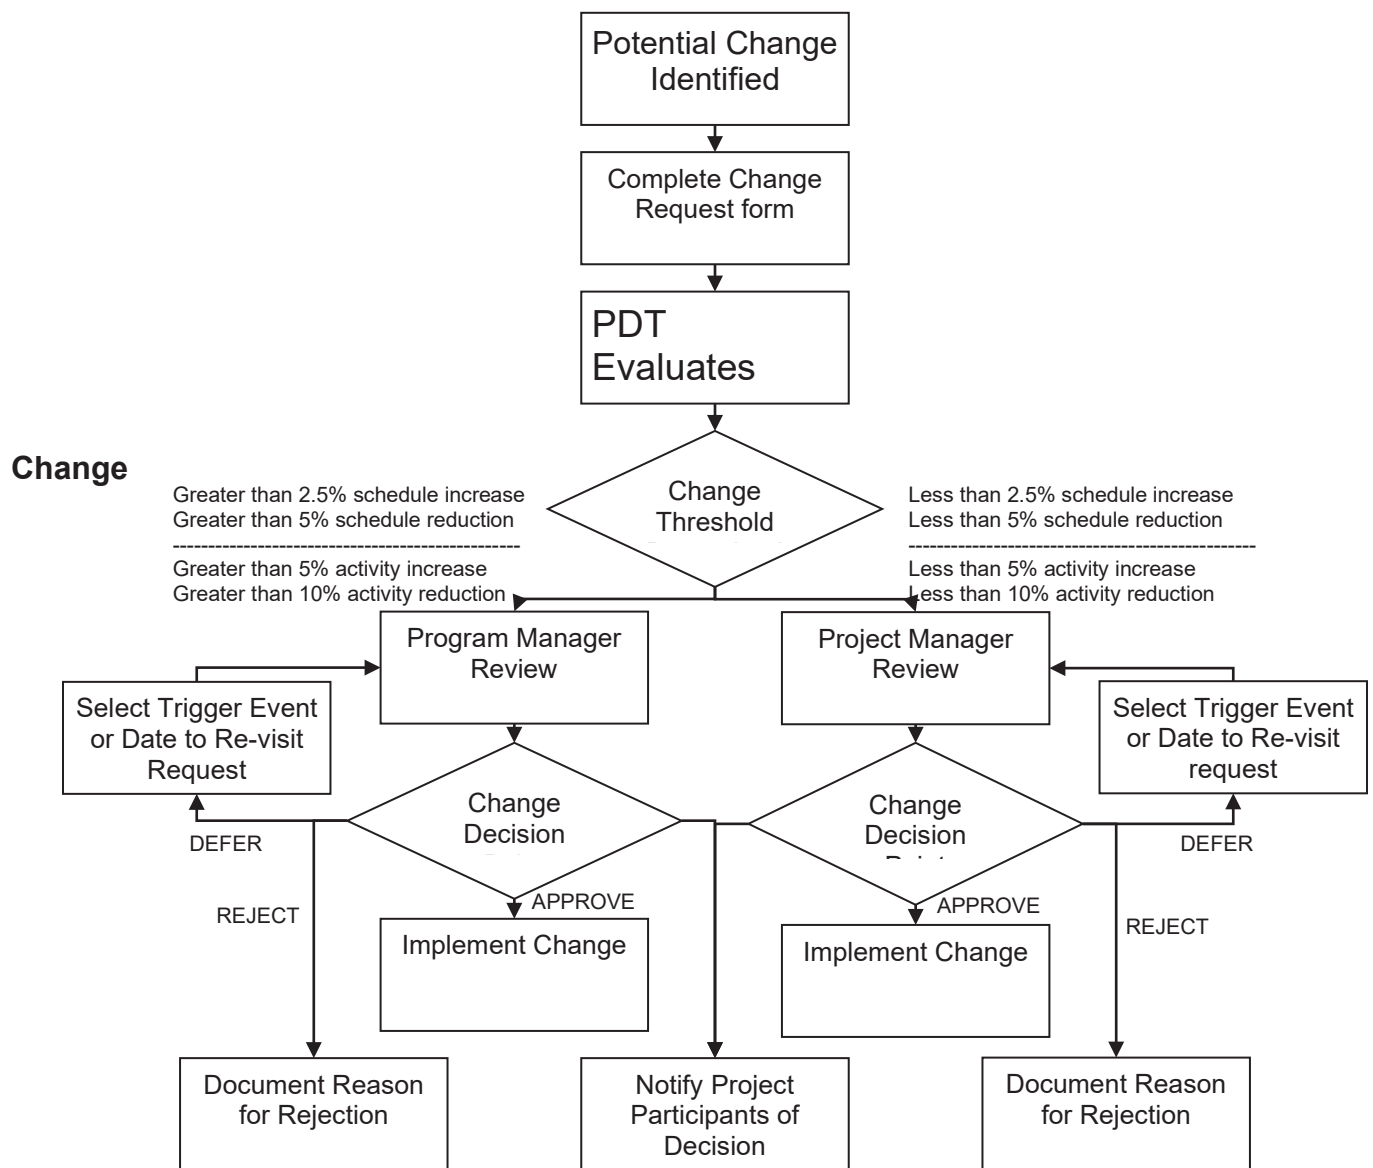 Potential Change
Identified
Complete Change
Request form
PDT
Evaluates
Change
Change
Threshold
Greater than 2.5% schedule increase
Greater than 5% schedule reduction
-------------------------------------------------
Greater than 5% activity increase
Greater than 10% activity reduction
Less than 2.5% schedule increase
Less than 5% schedule reduction
-------------------------------------------------
Less than 5% activity increase
Less than 10% activity reduction
Program Manager
Review
Project Manager
Review
Select Trigger Event
or Date to Re-visit
Request
Select Trigger Event
or Date to Re-visit
request
Change
Decision
Change
Decision
DEFER
DEFER
REJECT
APPROVE
APPROVE
REJECT
Implement Change
Implement Change
Document Reason
for Rejection
Notify Project
Participants of
Decision
Document Reason
for Rejection